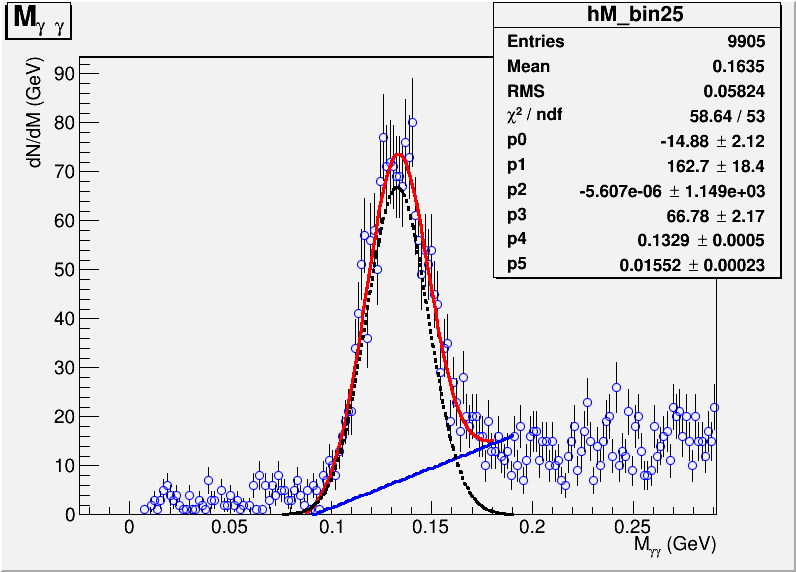 M γ γ
hM_bin25
Entries 9905
Mean 0.1635
RMS 0.05824
χ² / ndf 58.64 / 53
p0 -14.88 ± 2.12
p1 162.7 ± 18.4
p2 -5.607e-06 ± 1.149e+03
p3 66.78 ± 2.17
p4 0.1329 ± 0.0005
p5 0.01552 ± 0.00023
dN/dM (GeV)
90
80
70
60
50
40
30
20
10
0
0 0.05 0.1 0.15 0.2 0.25
Mγγ (GeV)